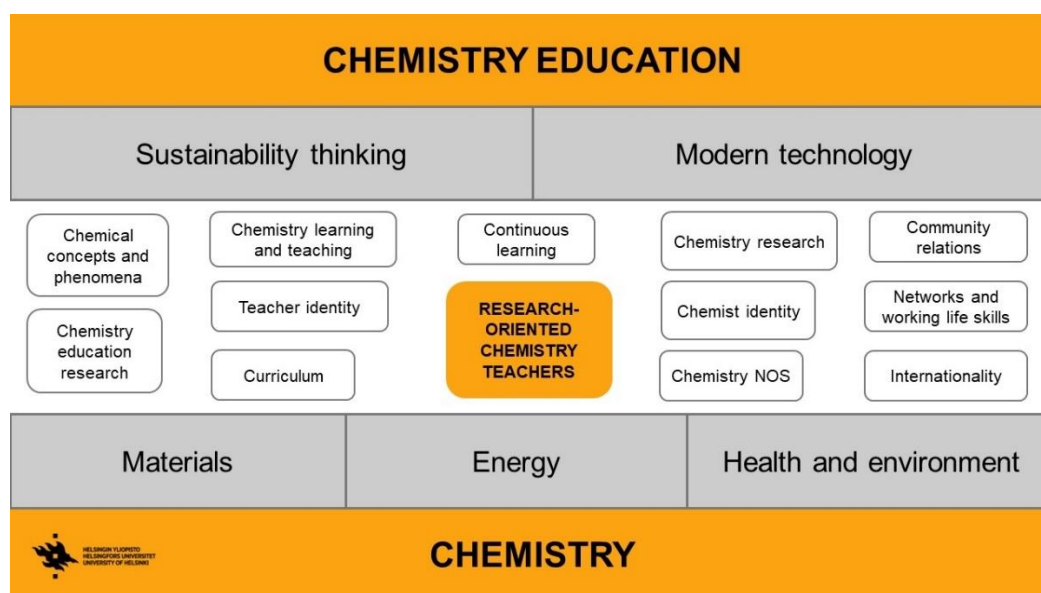 CHEMISTRY EDUCATION
Sustainability thinking
Modern technology
Chemical
concepts and
phenomena
Chemistry learning
and teaching
Continuous
learning
Chemistry research
Community
relations
Chemistry
education
research
Teacher identity
RESEARCH-
ORIENTED
CHEMISTRY
TEACHERS
Chemist identity
Networks and
working life skills
Curriculum
Chemistry NOS
Internationality
Materials
Energy
Health and environment
HELSINGIN YLIOPISTO
HELSINGFORS UNIVERSITET
UNIVERSITY OF HELSINKI
CHEMISTRY